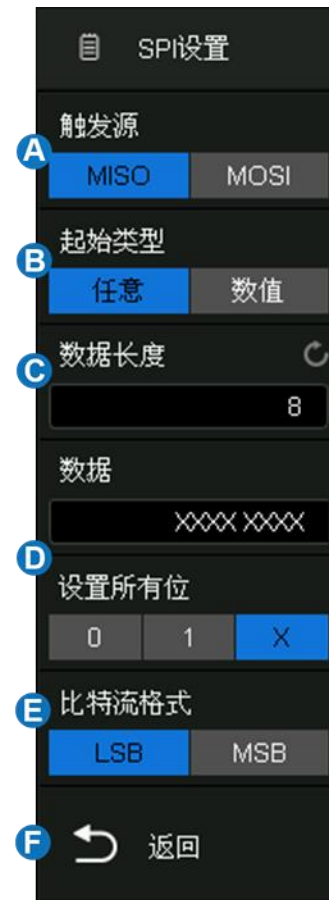 SPI设置
A
触发源
MISO MOSI
B
起始类型
任意 数值
C
数据长度
8
数据
XXXX XXXX
D
设置所有位
0 1 X
E
比特流格式
LSB MSB
F
返回